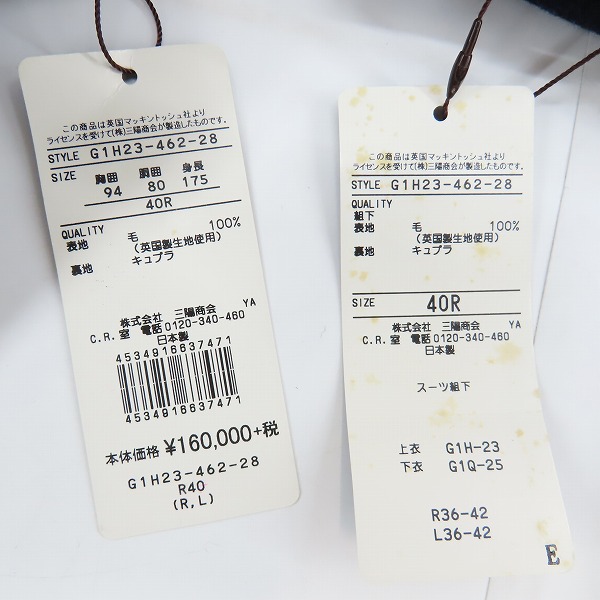 この商品は英国マッキントッシュ社より
ライセンスを受けて(株)三陽商会が製造したものです。
STYLE G1H23-462-28
SIZE 胸囲 胴囲 身長
94 80 175
40R
QUALITY
表地 毛 100%
(英国製生地使用)
裏地 キュプラ
株式会社 三陽商会 YA
C.R.室 電話0120-340-460
日本製
4534916637471
4534916637471
本体価格 ¥160,000+税
G1H23-462-28
R40
(R,L)
この商品は英国マッキントッシュ社より
ライセンスを受けて(株)三陽商会が製造したものです。
STYLE G1H23-462-28
QUALITY
組下
表地 毛 100%
(英国製生地使用)
裏地 キュプラ
SIZE 40R
株式会社 三陽商会 YA
C.R.室 電話0120-340-460
日本製
スーツ組下
上衣 G1H-23
下衣 G1Q-25
R36-42
L36-42
E